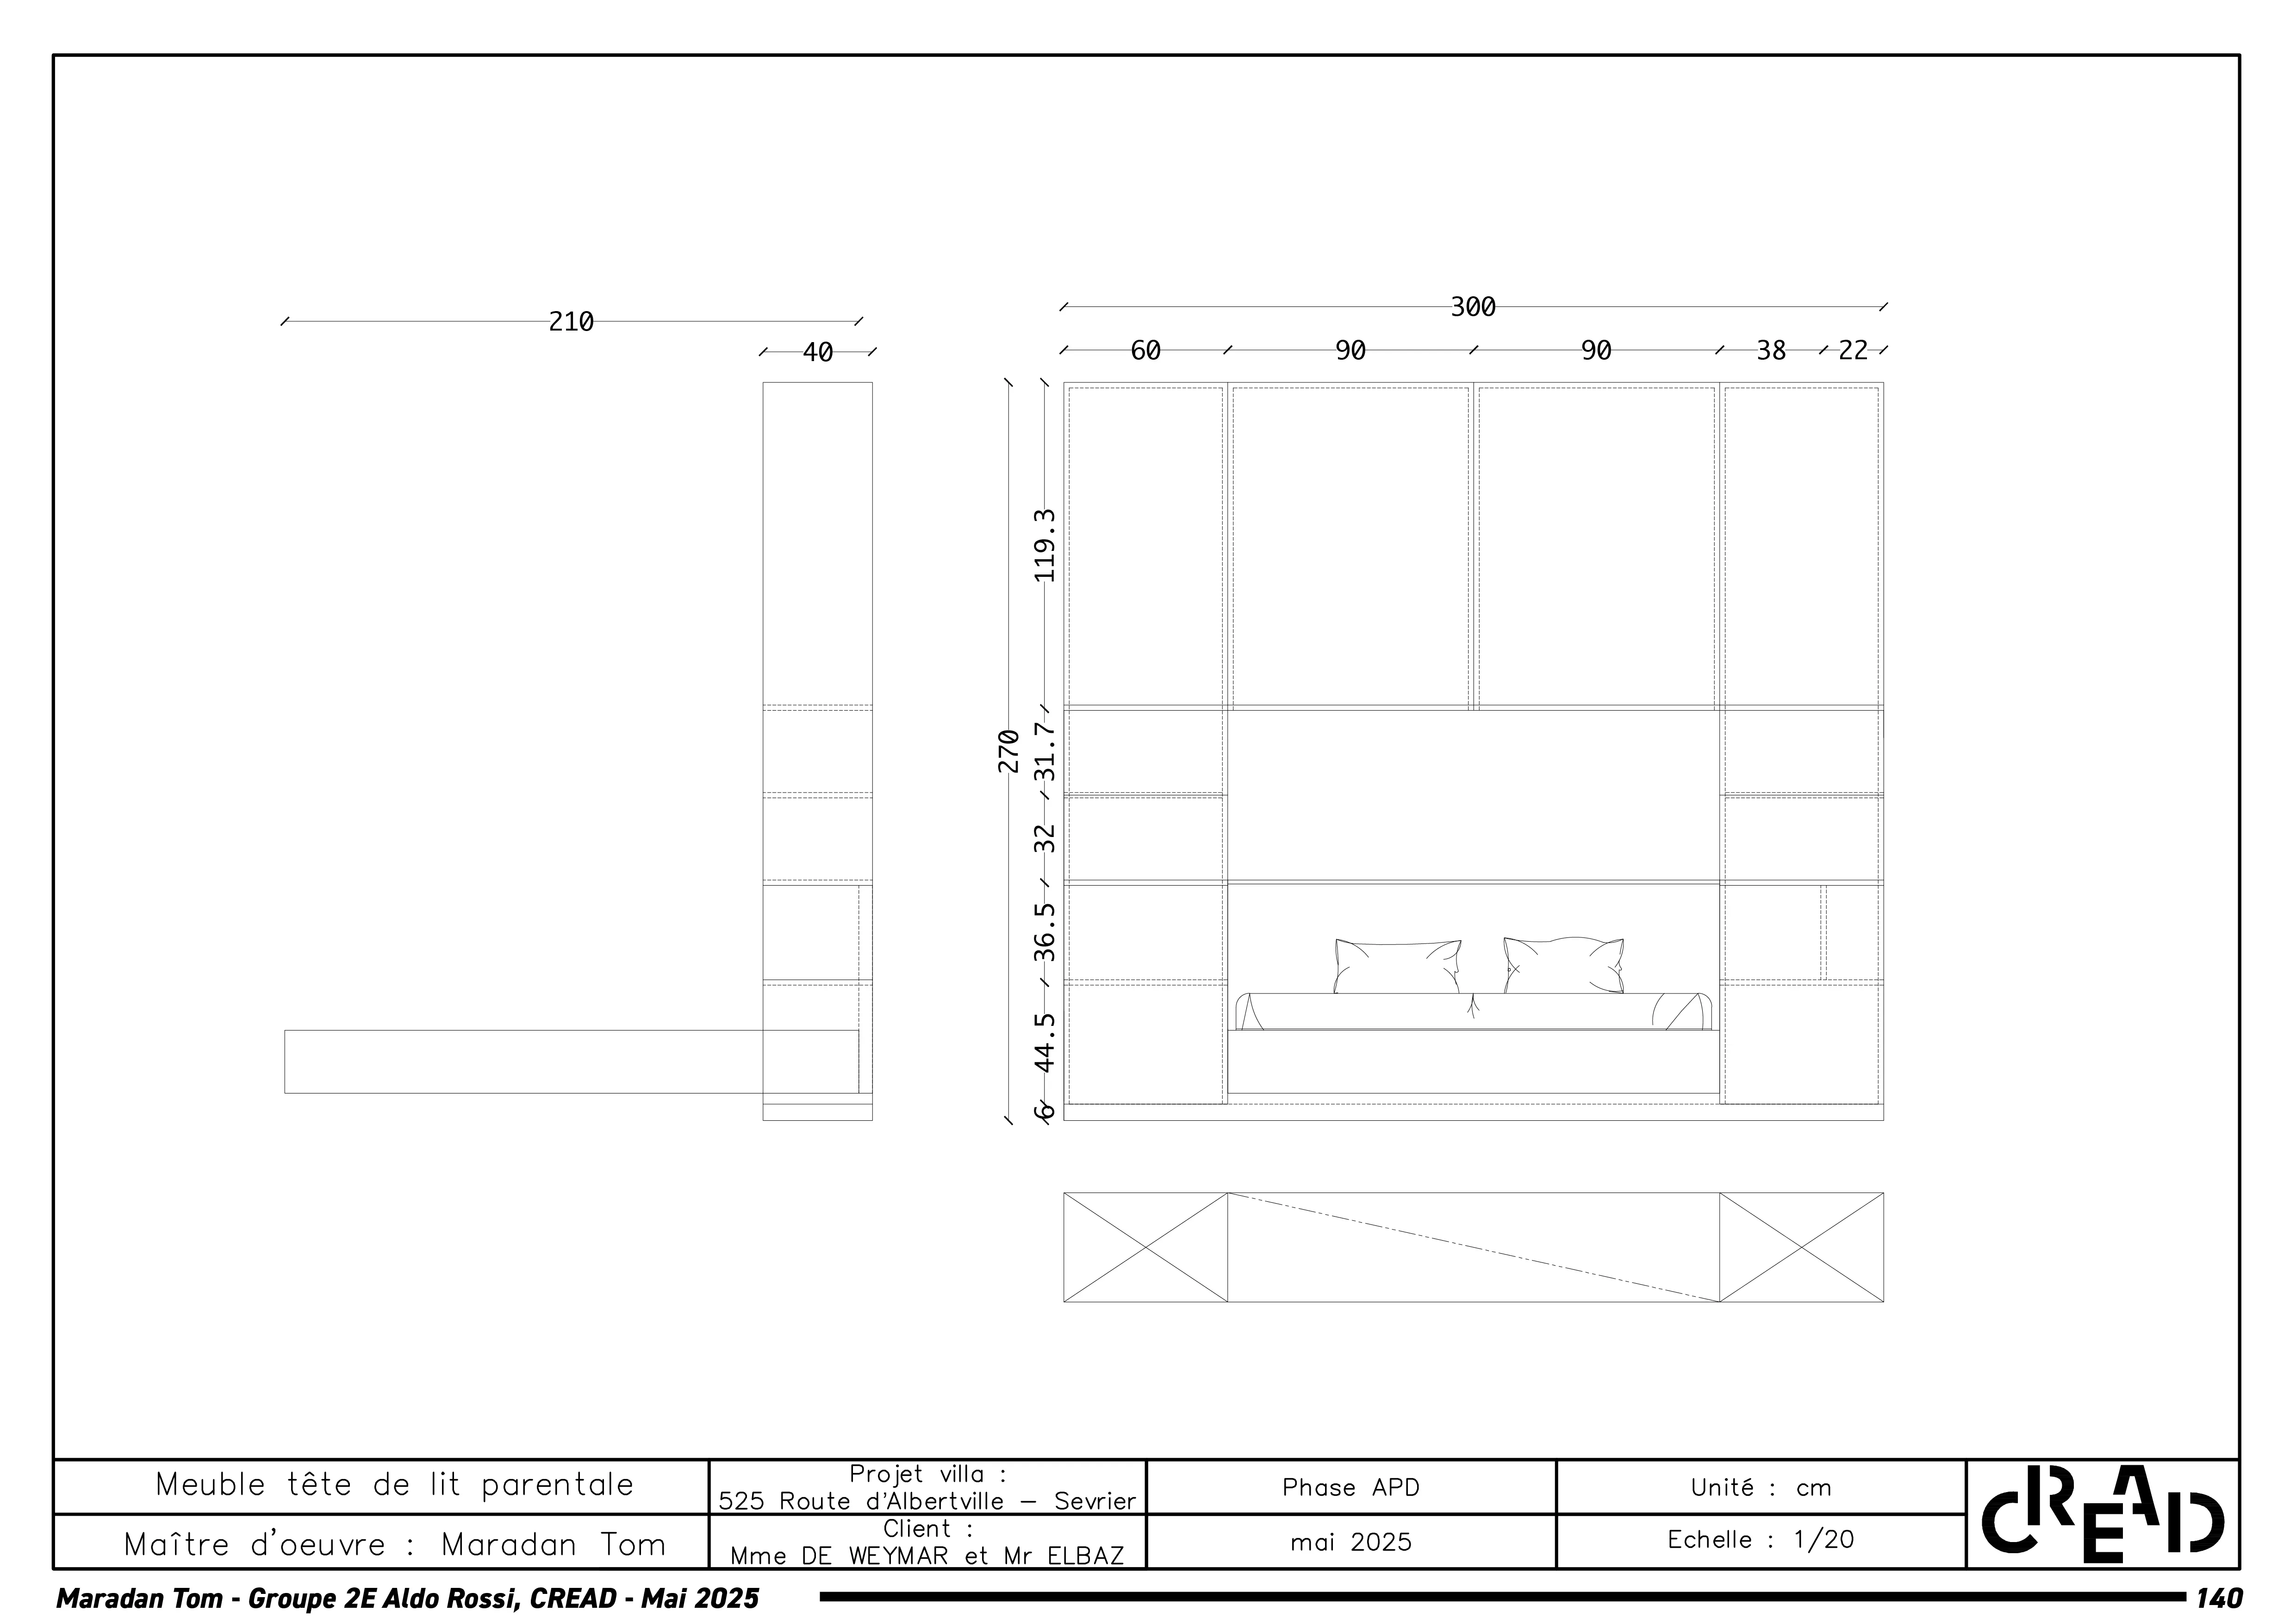 210
300
40
60 90 90 38 22
119.3
270
31.7
32
36.5
44.5
6
Meuble tête de lit parentale
Maître d'oeuvre : Maradan Tom
Projet villa :
525 Route d'Albertville – Sevrier
Client :
Mme DE WEYMAR et Mr ELBAZ
Phase APD
mai 2025
Unité : cm
Echelle : 1/20
CREAD
Maradan Tom - Groupe 2E Aldo Rossi, CREAD - Mai 2025
140